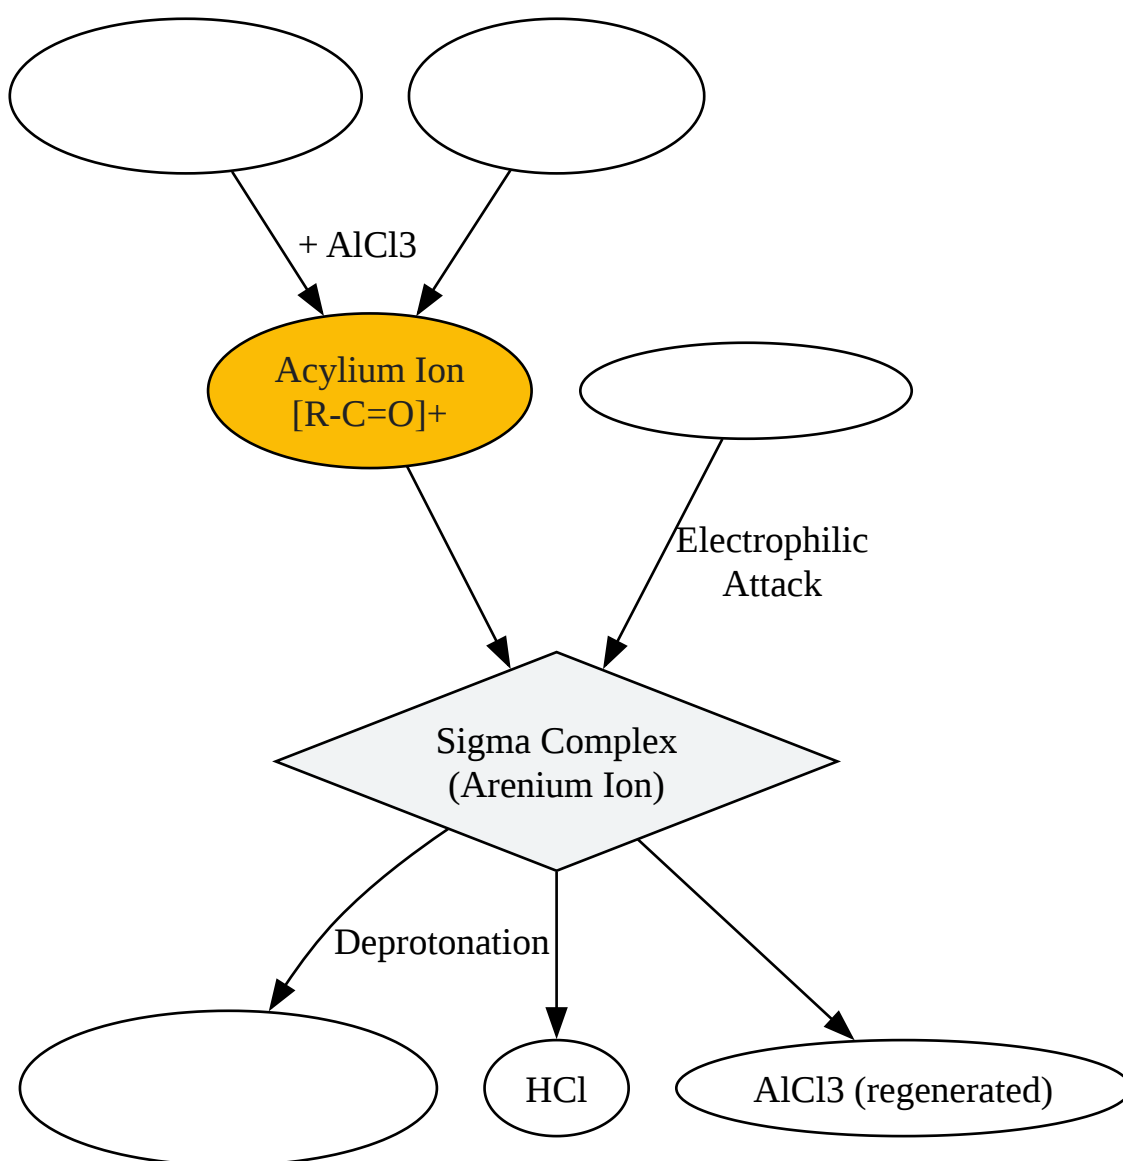 + AlCl3
Acylium Ion
[R-C=O]+
Electrophilic
Attack
Sigma Complex
(Arenium Ion)
Deprotonation
HCl
AlCl3 (regenerated)